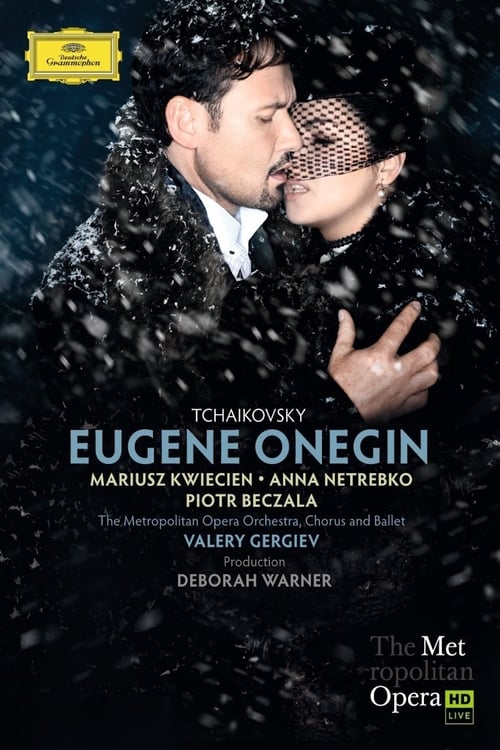 Deutsche
Grammophon
TCHAIKOVSKY
EUGENE ONEGIN
MARIUSZ KWIECIEN • ANNA NETREBKO
PIOTR BECZALA
The Metropolitan Opera Orchestra, Chorus and Ballet
VALERY GERGIEV
Production
DEBORAH WARNER
The Met
ropolitan
Opera HD
LIVE